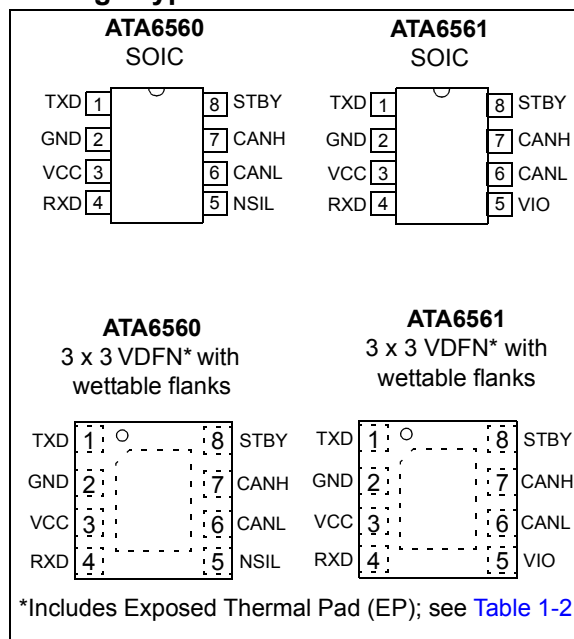 ATA6560
SOIC
TXD 1 8 STBY
GND 2 7 CANH
VCC 3 6 CANL
RXD 4 5 NSIL
ATA6561
SOIC
TXD 1 8 STBY
GND 2 7 CANH
VCC 3 6 CANL
RXD 4 5 VIO
ATA6560
3 x 3 VDFN* with
wettable flanks
TXD 1 8 STBY
GND 2 7 CANH
VCC 3 6 CANL
RXD 4 5 NSIL
ATA6561
3 x 3 VDFN* with
wettable flanks
TXD 1 8 STBY
GND 2 7 CANH
VCC 3 6 CANL
RXD 4 5 VIO
*Includes Exposed Thermal Pad (EP); see Table 1-2